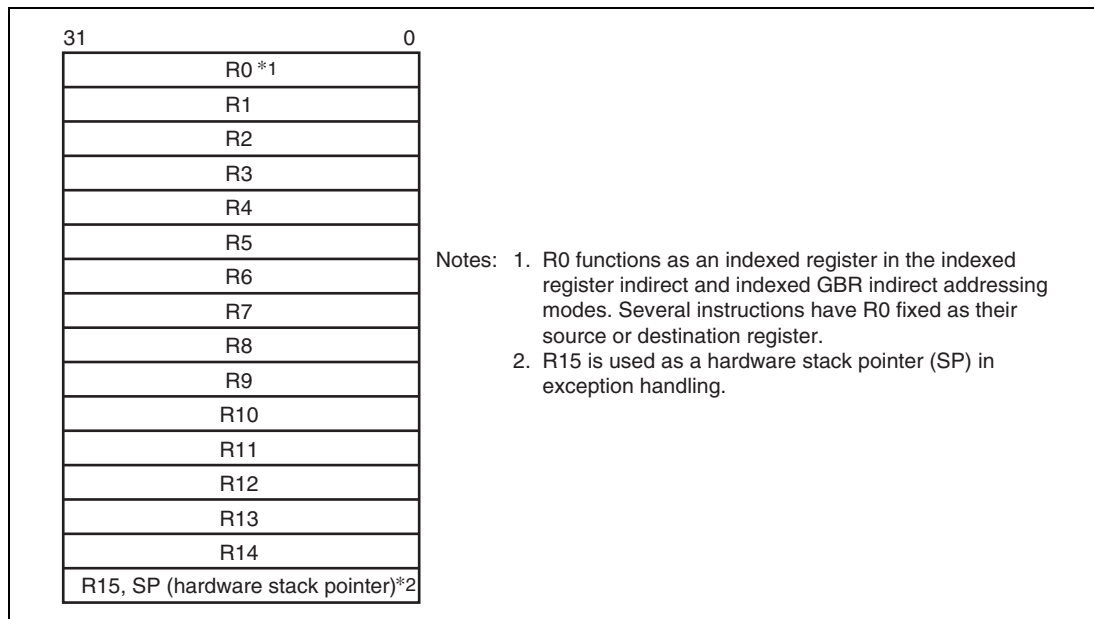 31 0
R0 *1
R1
R2
R3
R4
R5
R6
R7
R8
R9
R10
R11
R12
R13
R14
R15, SP (hardware stack pointer)*2
Notes: 1. R0 functions as an indexed register in the indexed
register indirect and indexed GBR indirect addressing
modes. Several instructions have R0 fixed as their
source or destination register.
2. R15 is used as a hardware stack pointer (SP) in
exception handling.